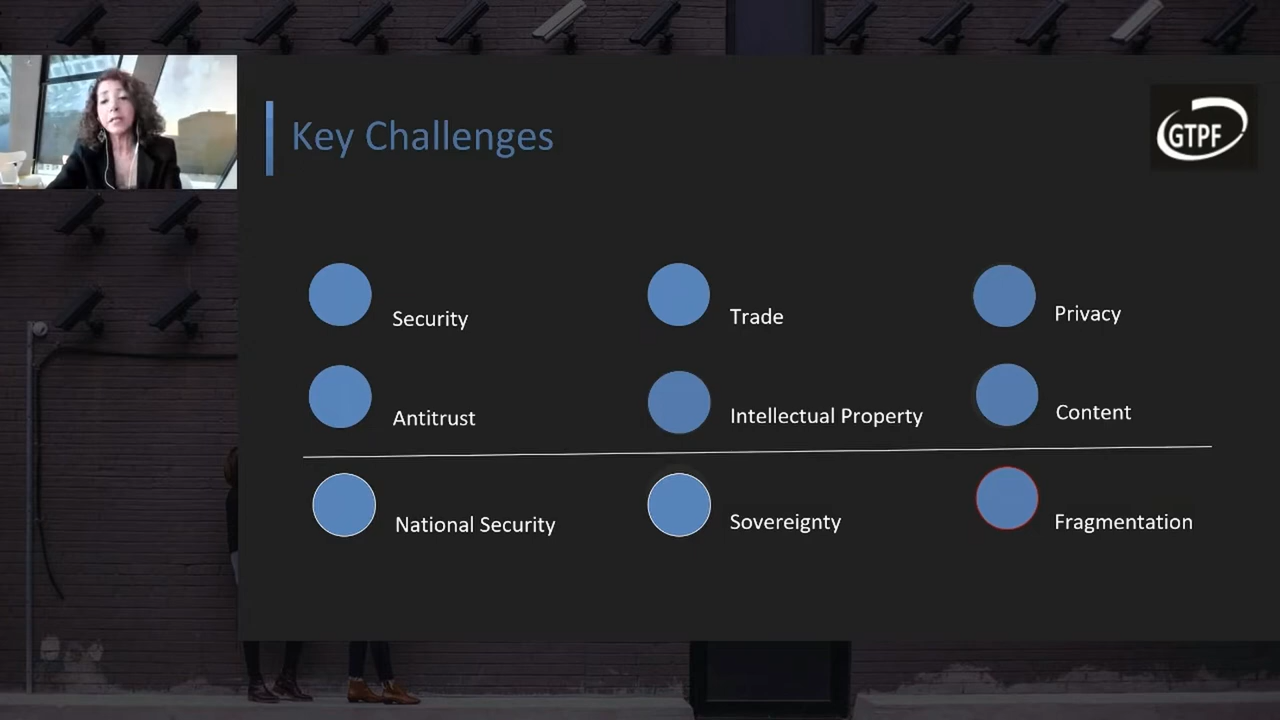 Key Challenges
GTPF
Security
Trade
Privacy
Antitrust
Intellectual Property
Content
National Security
Sovereignty
Fragmentation